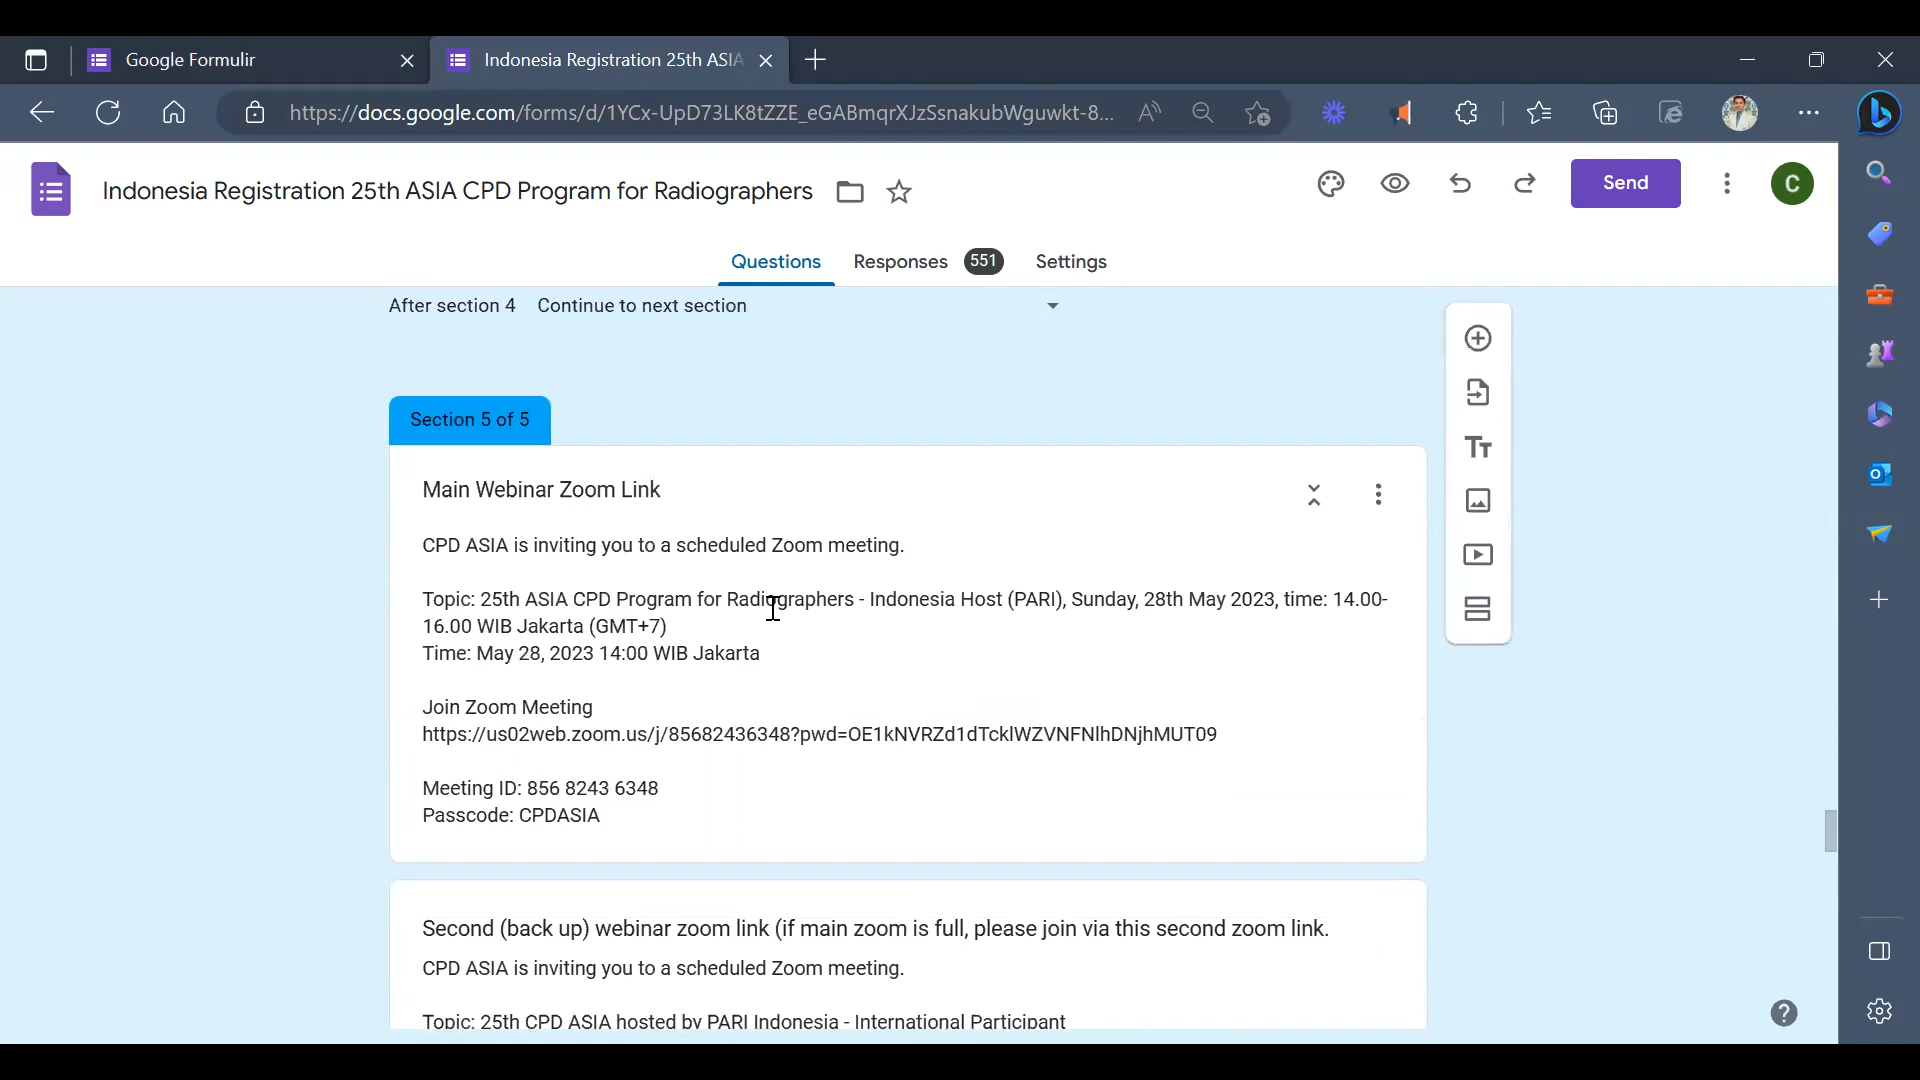 Google Formulir
Indonesia Registration 25th ASIA
https://docs.google.com/forms/d/1YCx-UpD73LK8tZZE_eGABmqrXJzSsnakubWguwkt-8...
Indonesia Registration 25th ASIA CPD Program for Radiographers
Send
C
Questions
Responses 551
Settings
After section 4 Continue to next section
Section 5 of 5
Main Webinar Zoom Link
CPD ASIA is inviting you to a scheduled Zoom meeting.
Topic: 25th ASIA CPD Program for Radiographers - Indonesia Host (PARI), Sunday, 28th May 2023, time: 14.00-
16.00 WIB Jakarta (GMT+7)
Time: May 28, 2023 14:00 WIB Jakarta
Join Zoom Meeting
https://us02web.zoom.us/j/85682436348?pwd=OE1kNVRZd1dTcklWZVNFNlhDNjhMUT09
Meeting ID: 856 8243 6348
Passcode: CPDASIA
Second (back up) webinar zoom link (if main zoom is full, please join via this second zoom link.
CPD ASIA is inviting you to a scheduled Zoom meeting.
Topic: 25th CPD ASIA hosted by PARI Indonesia - International Participant